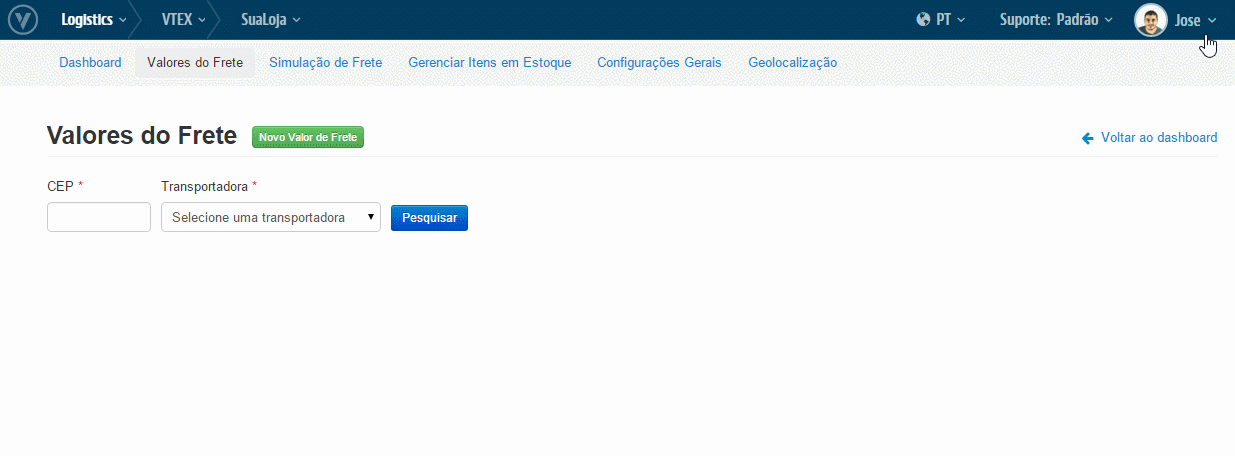 Logistics VTEX SuaLoja PT Suporte: Padrão Jose
Dashboard Valores do Frete Simulação de Frete Gerenciar Itens em Estoque Configurações Gerais Geolocalização
Valores do Frete Novo Valor de Frete Voltar ao dashboard
CEP * Transportadora *
Selecione uma transportadora Pesquisar